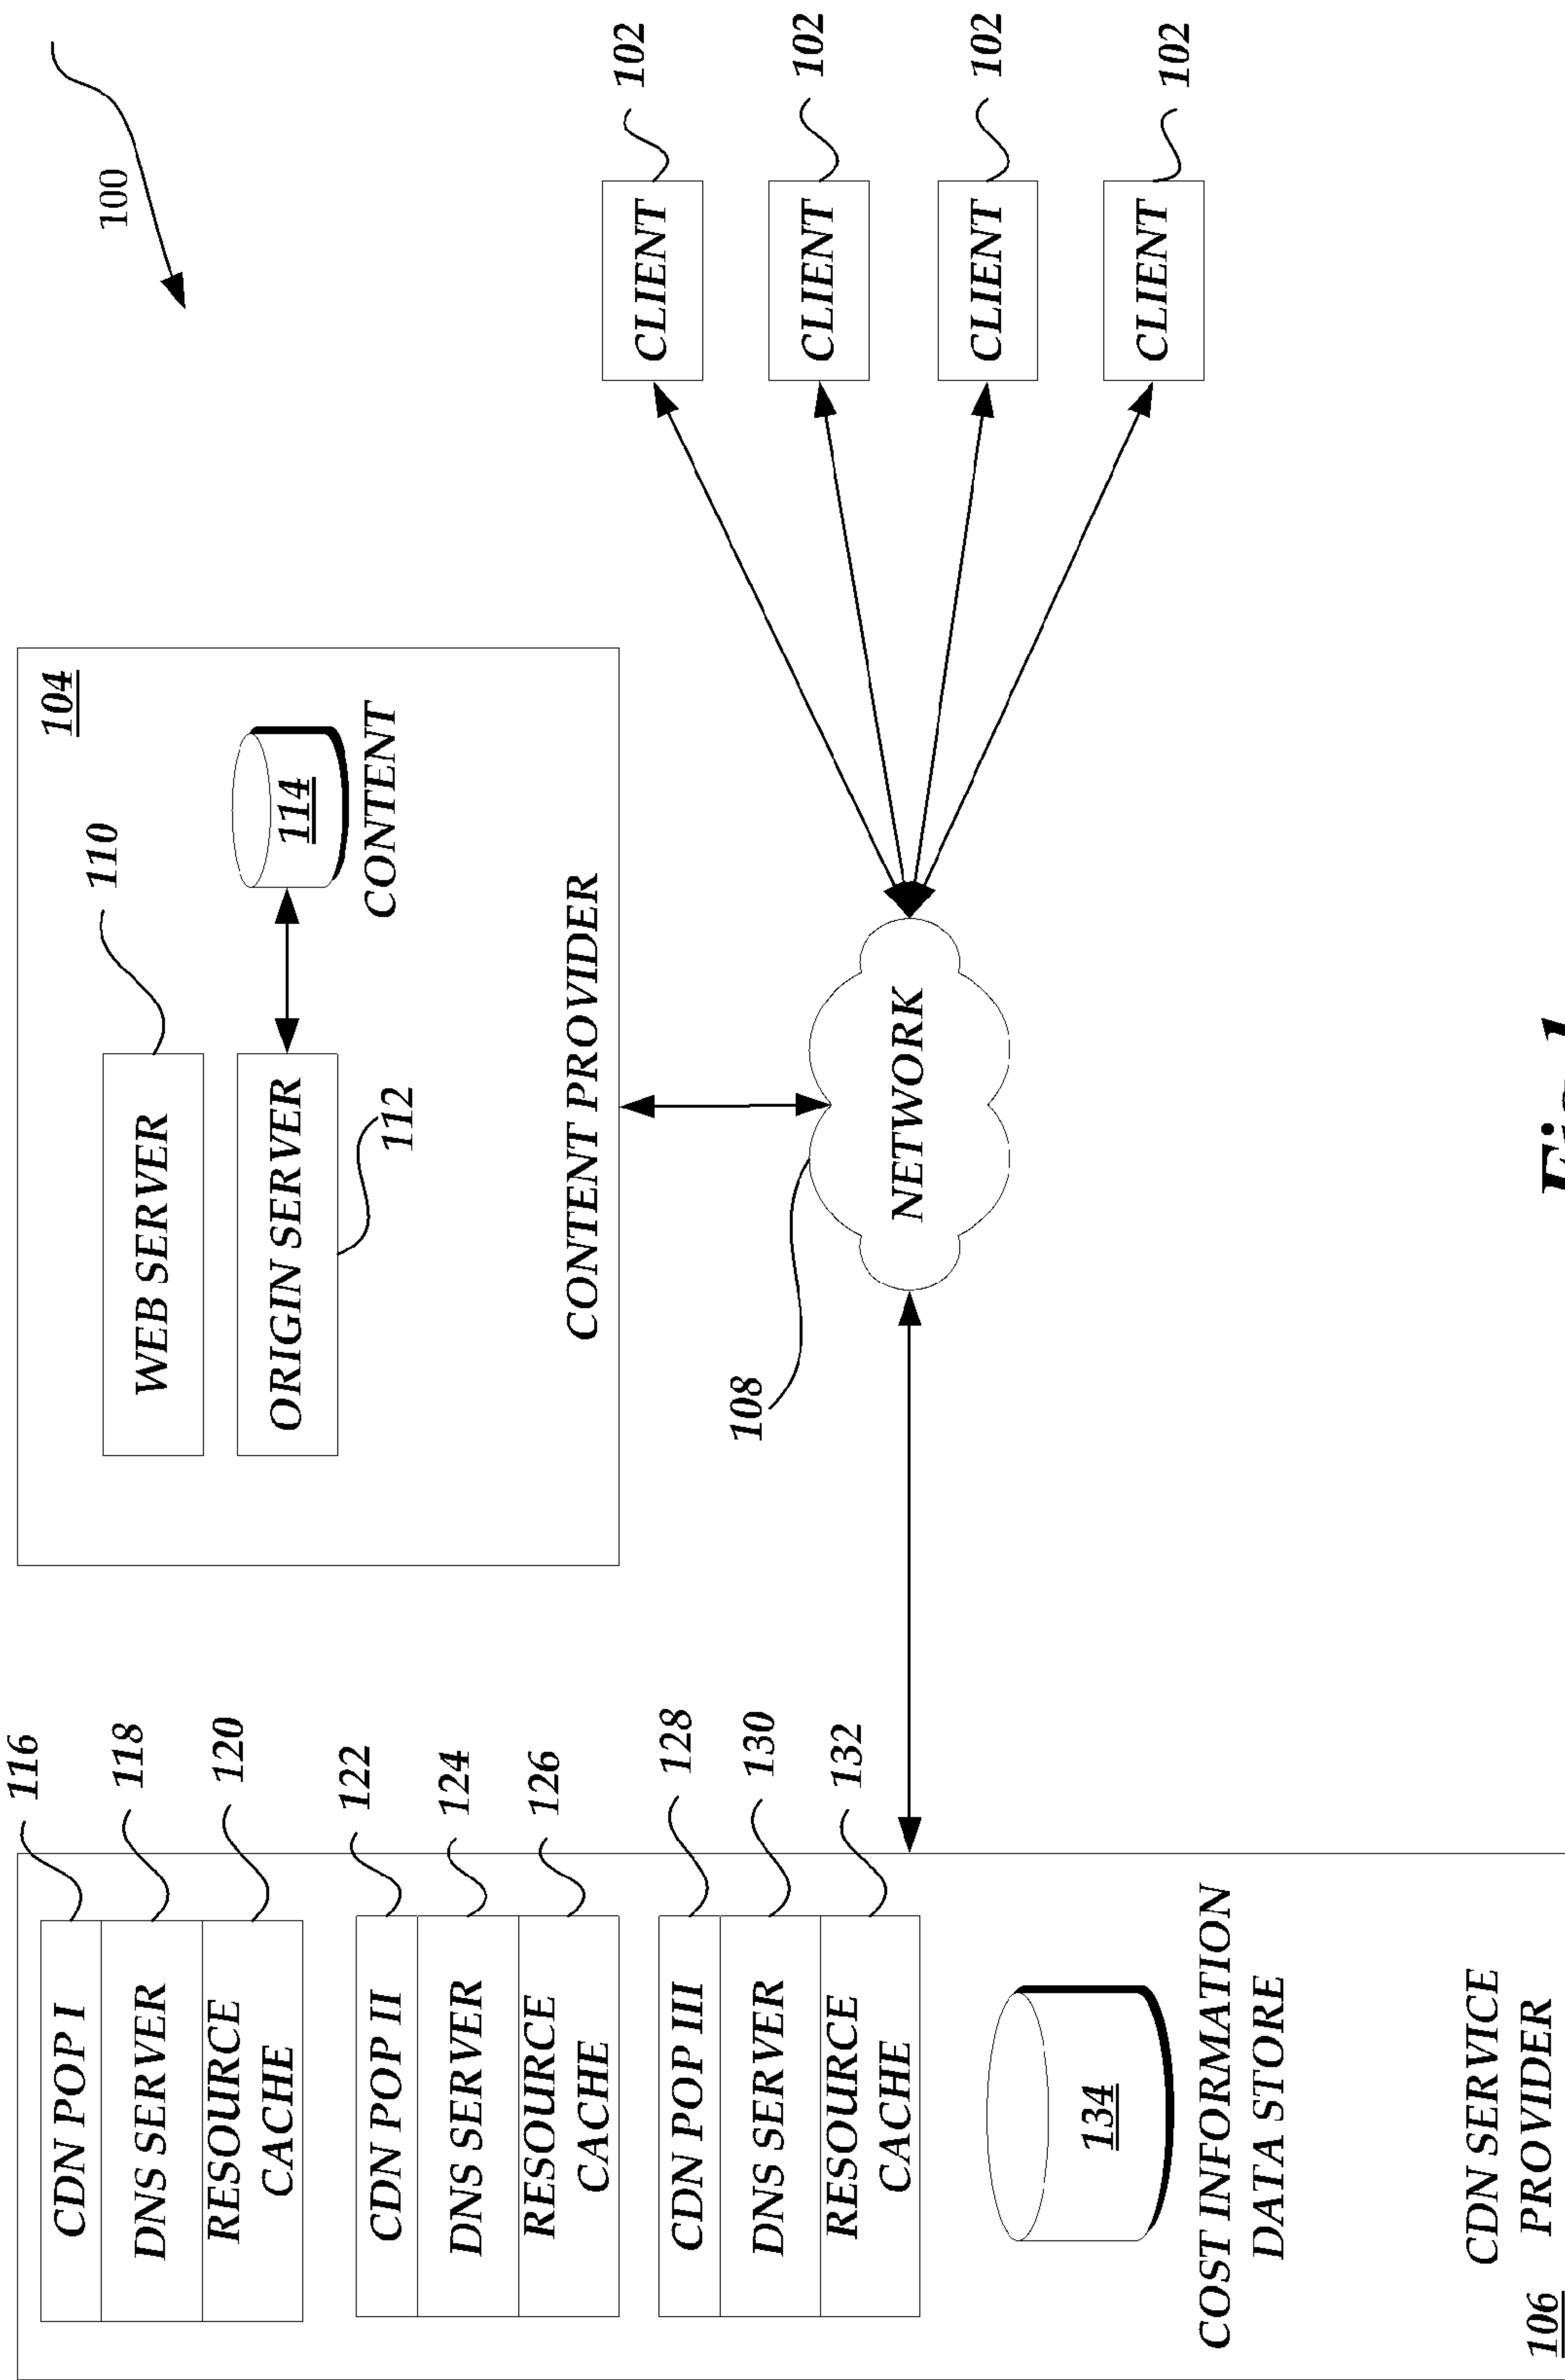 100
116
CDN POP I
118
DNS SERVER
120
RESOURCE
CACHE
122
CDN POP II
124
DNS SERVER
126
RESOURCE
CACHE
128
CDN POP III
130
DNS SERVER
132
RESOURCE
CACHE
134
COST INFORMATION
DATA STORE
CDN SERVICE
PROVIDER
106
104
110
WEB SERVER
ORIGIN SERVER
112
114
CONTENT
CONTENT PROVIDER
108
NETWORK
CLIENT
102
CLIENT
102
CLIENT
102
CLIENT
102
Fig. 1